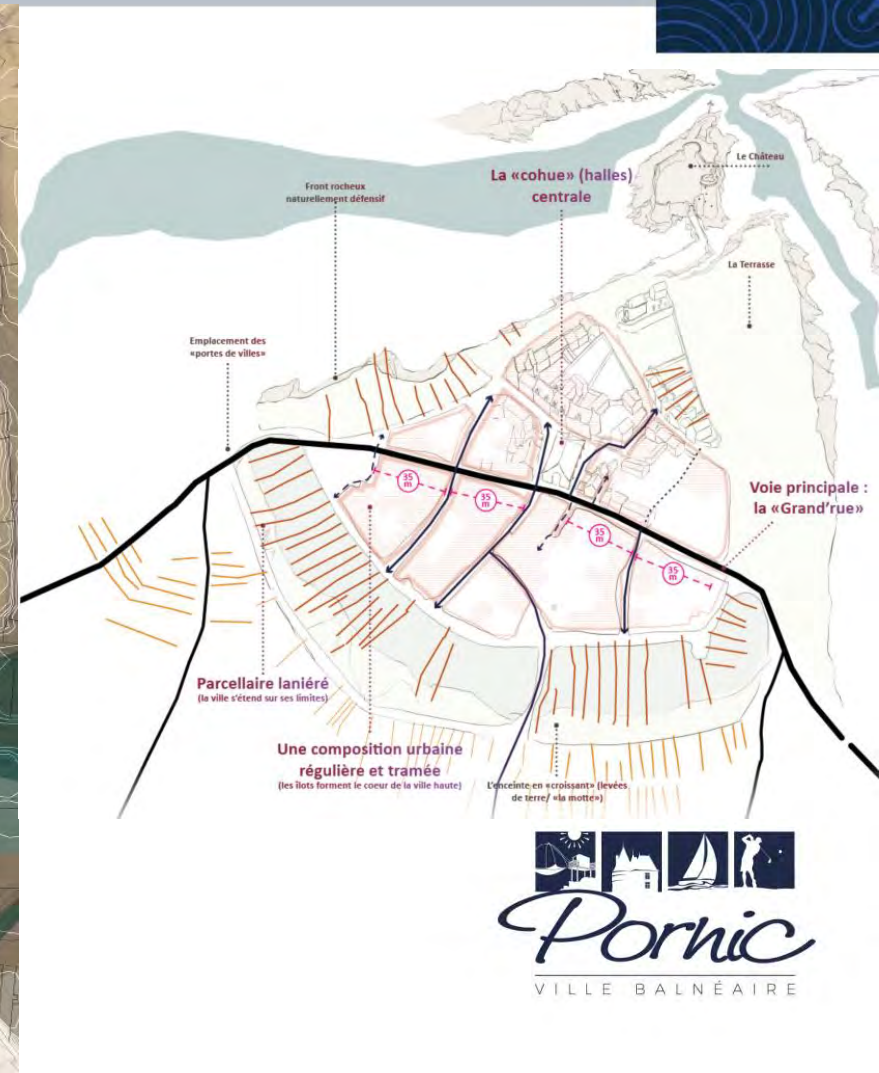 Le Château
La «cohue» (halles)
centrale
Front rocheux
naturellement défensif
La Terrasse
Emplacement des
«portes de villes»
35
m
35
m
35
m
35
m
Voie principale :
la «Grand'rue»
Parcellaire laniéré
(la ville s'étend sur ses limites)
Une composition urbaine
régulière et tramée
(les îlots forment le coeur de la ville haute)
L'enceinte en «croissant» (levées
de terre/ «la motte»)
Pornic
VILLE BALNÉAIRE